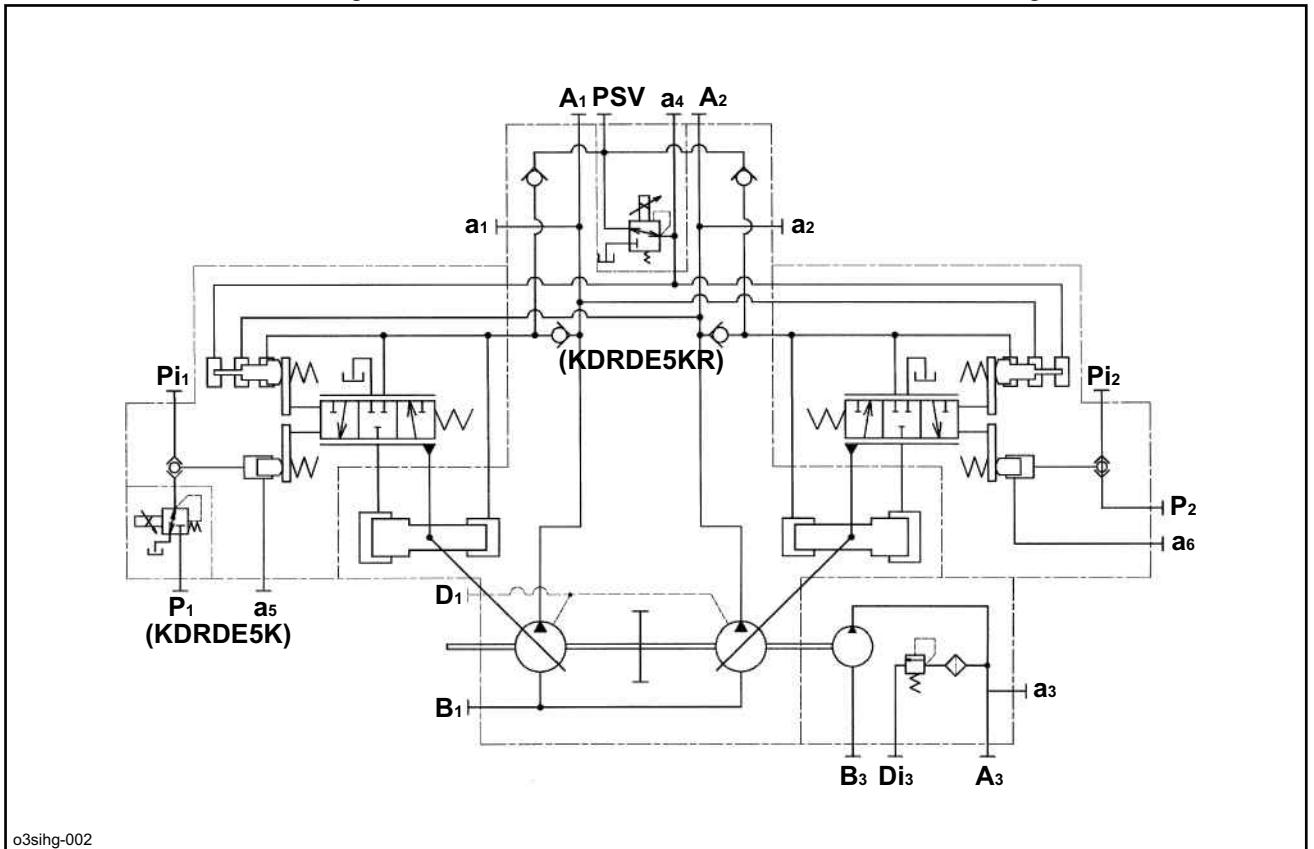 A1 PSV a4 A2
a1
a2
(KDRDE5KR)
Pi1
Pi2
P2
a6
P1
a5
(KDRDE5K)
D1
B1
a3
B3 Di3 A3
o3sihg-002